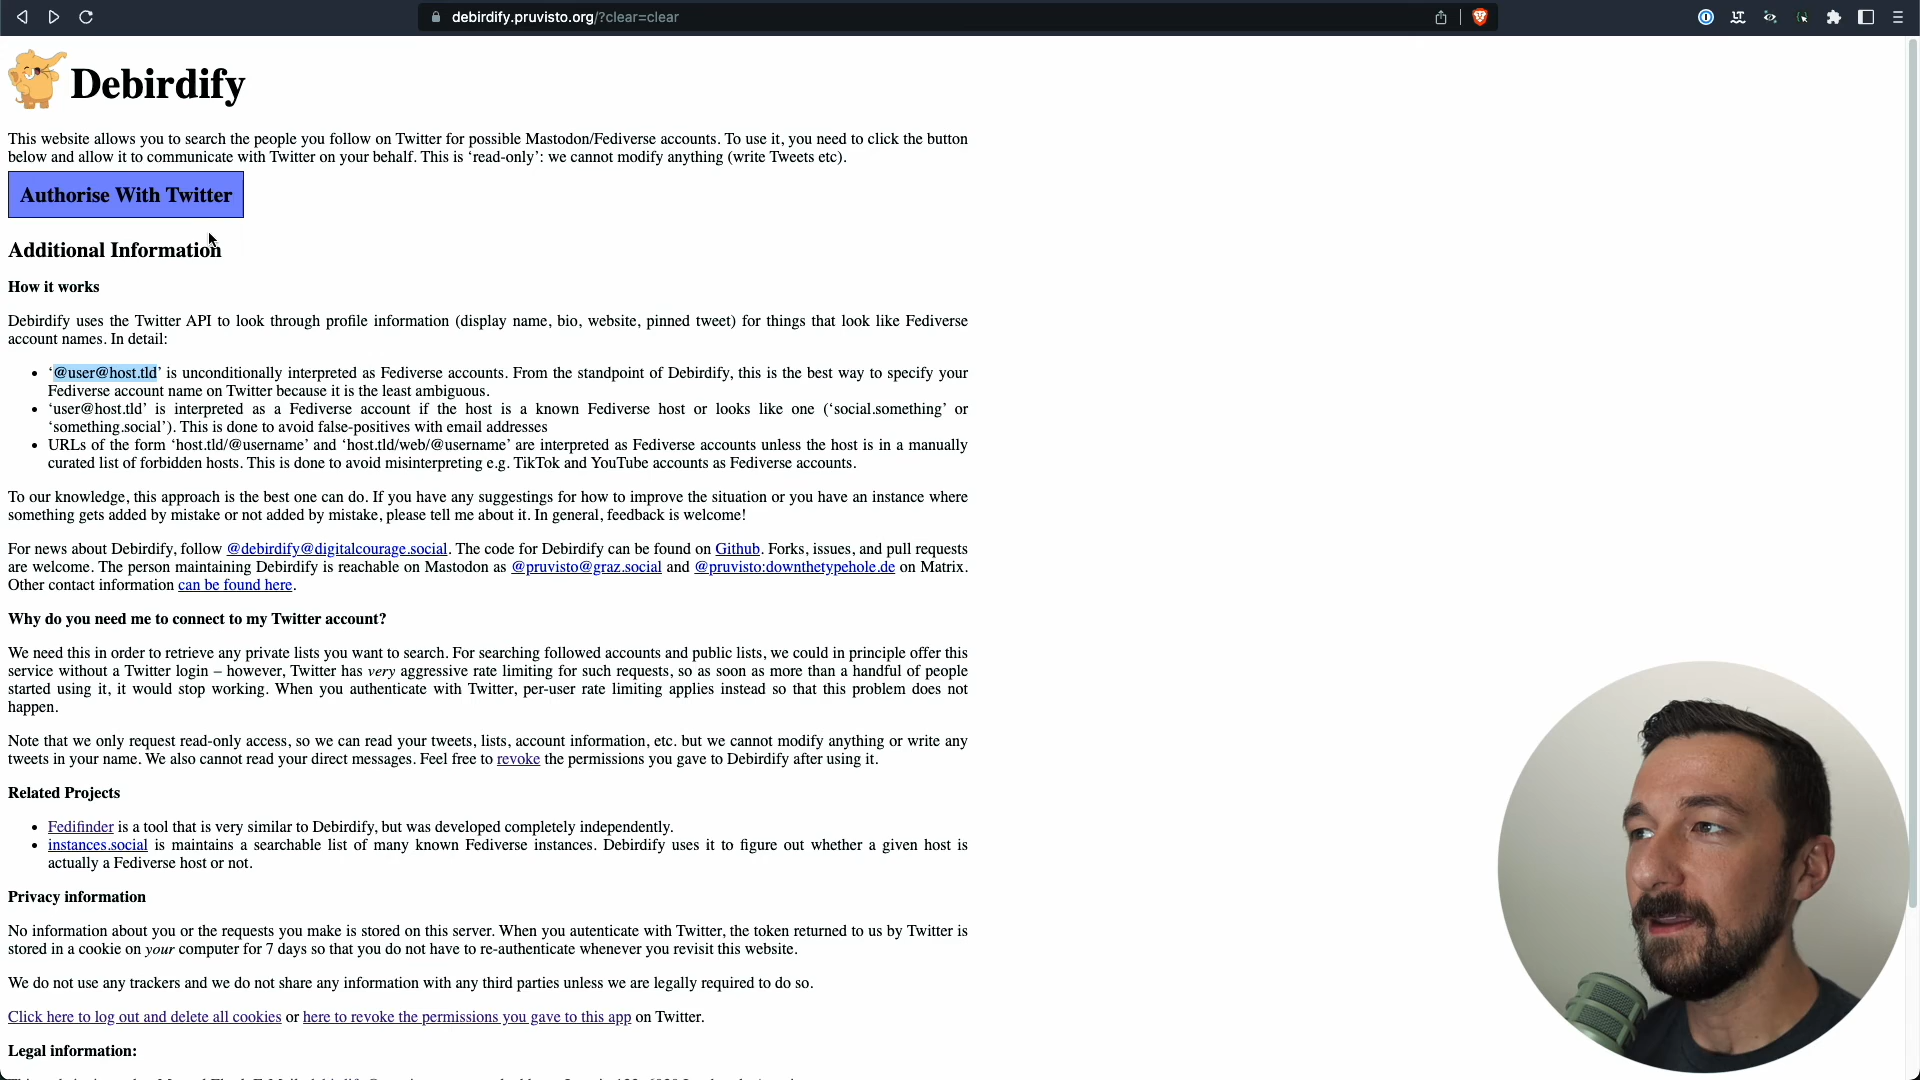 debirdify.pruvisto.org/?clear=clear
Debirdify
This website allows you to search the people you follow on Twitter for possible Mastodon/Fediverse accounts. To use it, you need to click the button
below and allow it to communicate with Twitter on your behalf. This is ‘read-only’: we cannot modify anything (write Tweets etc).
Authorise With Twitter
Additional Information
How it works
Debirdify uses the Twitter API to look through profile information (display name, bio, website, pinned tweet) for things that look like Fediverse
account names. In detail:
• ‘@user@host.tld’ is unconditionally interpreted as Fediverse accounts. From the standpoint of Debirdify, this is the best way to specify your
Fediverse account name on Twitter because it is the least ambiguous.
• ‘user@host.tld’ is interpreted as a Fediverse account if the host is a known Fediverse host or looks like one (‘social.something’ or
‘something.social’). This is done to avoid false-positives with email addresses
• URLs of the form ‘host.tld/@username’ and ‘host.tld/web/@username’ are interpreted as Fediverse accounts unless the host is in a manually
curated list of forbidden hosts. This is done to avoid misinterpreting e.g. TikTok and YouTube accounts as Fediverse accounts.
To our knowledge, this approach is the best one can do. If you have any suggestings for how to improve the situation or you have an instance where
something gets added by mistake or not added by mistake, please tell me about it. In general, feedback is welcome!
For news about Debirdify, follow @debirdify@digitalcourage.social. The code for Debirdify can be found on Github. Forks, issues, and pull requests
are welcome. The person maintaining Debirdify is reachable on Mastodon as @pruvisto@graz.social and @pruvisto:downthetypehole.de on Matrix.
Other contact information can be found here.
Why do you need me to connect to my Twitter account?
We need this in order to retrieve any private lists you want to search. For searching followed accounts and public lists, we could in principle offer this
service without a Twitter login – however, Twitter has very aggressive rate limiting for such requests, so as soon as more than a handful of people
started using it, it would stop working. When you authenticate with Twitter, per-user rate limiting applies instead so that this problem does not
happen.
Note that we only request read-only access, so we can read your tweets, lists, account information, etc. but we cannot modify anything or write any
tweets in your name. We also cannot read your direct messages. Feel free to revoke the permissions you gave to Debirdify after using it.
Related Projects
• Fedifinder is a tool that is very similar to Debirdify, but was developed completely independently.
• instances.social is maintains a searchable list of many known Fediverse instances. Debirdify uses it to figure out whether a given host is
actually a Fediverse host or not.
Privacy information
No information about you or the requests you make is stored on this server. When you autenticate with Twitter, the token returned to us by Twitter is
stored in a cookie on your computer for 7 days so that you do not have to re-authenticate whenever you revisit this website.
We do not use any trackers and we do not share any information with any third parties unless we are legally required to do so.
Click here to log out and delete all cookies or here to revoke the permissions you gave to this app on Twitter.
Legal information: